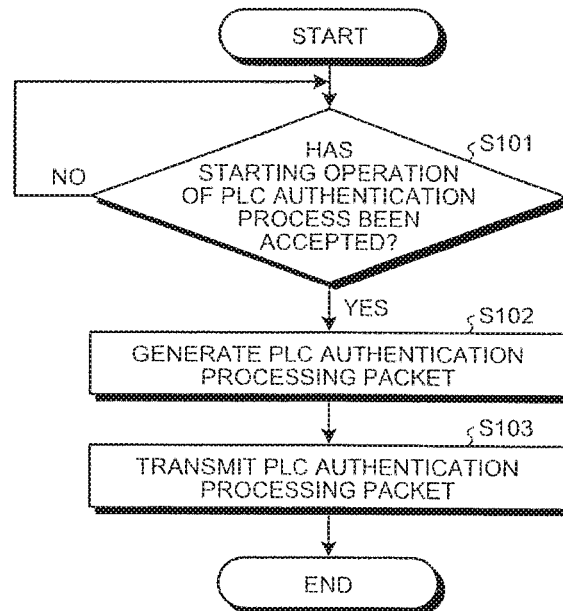 START
HAS
S101
STARTING OPERATION
NO
OF PLC AUTHENTICATION
PROCESS BEEN
ACCEPTED?
YES
S102
GENERATE PLC AUTHENTICATION
PROCESSING PACKET
S103
TRANSMIT PLC AUTHENTICATION
PROCESSING PACKET
END